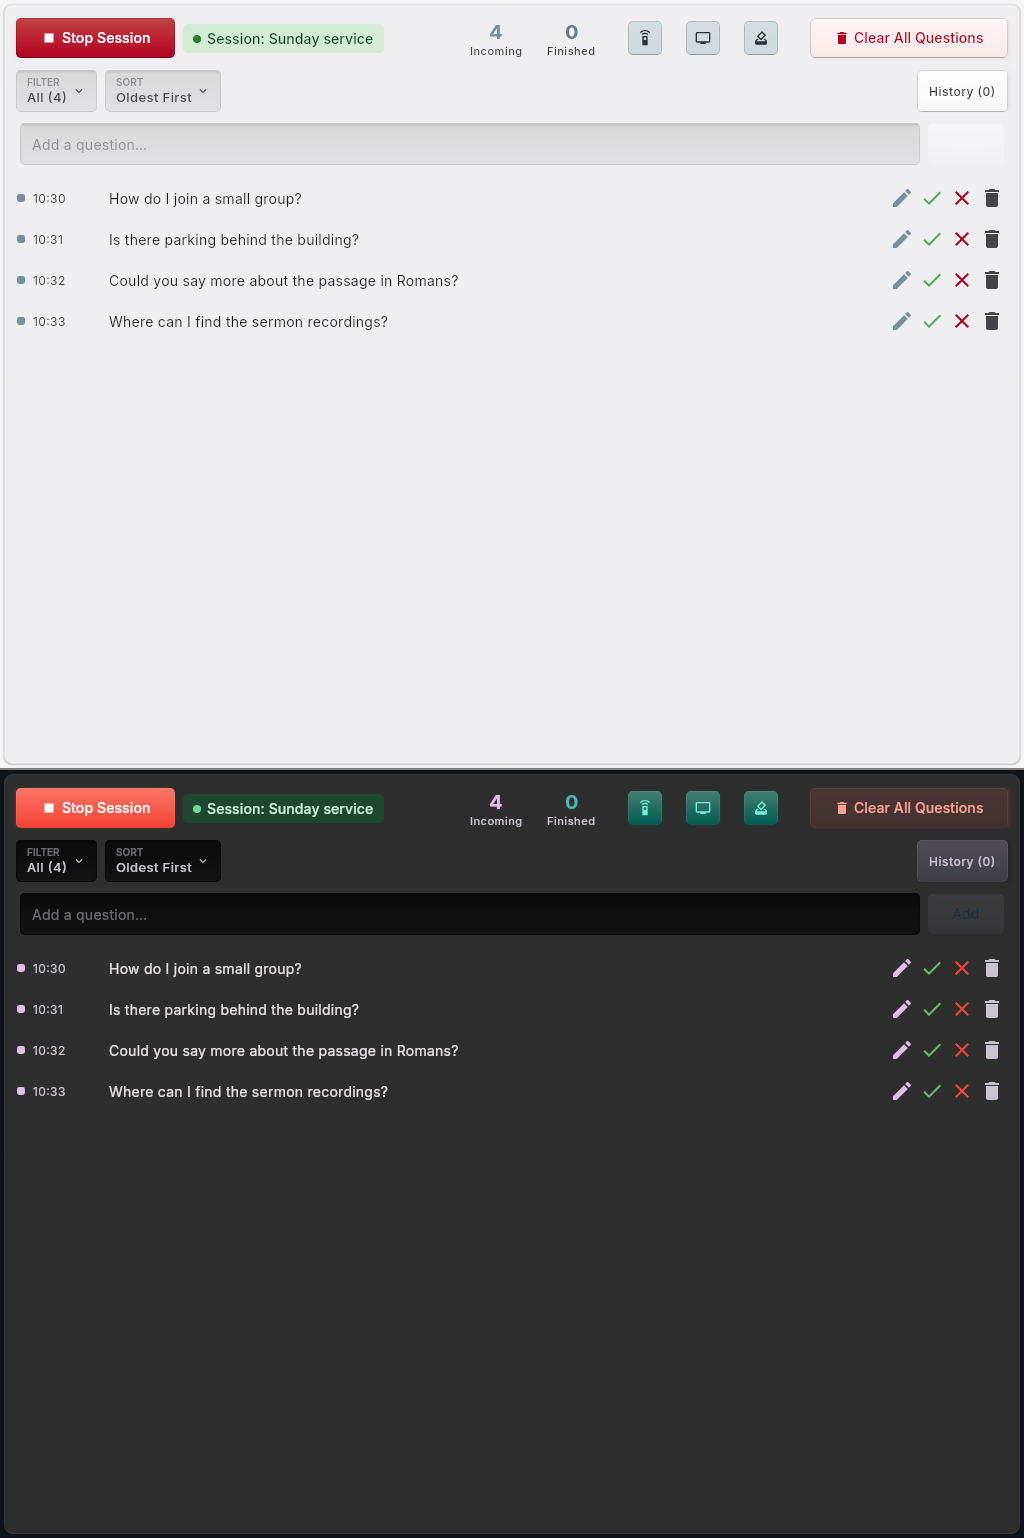 Stop Session
Session: Sunday service
4
Incoming
0
Finished
Clear All Questions
FILTER
All (4)
SORT
Oldest First
History (0)
Add a question...
10:30 How do I join a small group?
10:31 Is there parking behind the building?
10:32 Could you say more about the passage in Romans?
10:33 Where can I find the sermon recordings?
Stop Session
Session: Sunday service
4
Incoming
0
Finished
Clear All Questions
FILTER
All (4)
SORT
Oldest First
History (0)
Add a question...
Add
10:30 How do I join a small group?
10:31 Is there parking behind the building?
10:32 Could you say more about the passage in Romans?
10:33 Where can I find the sermon recordings?